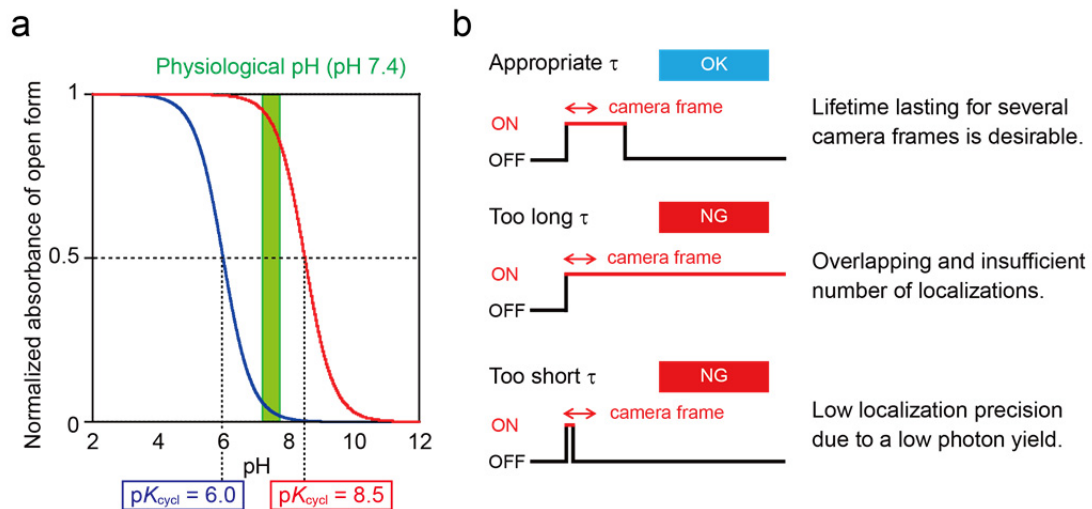 a
Physiological pH (pH 7.4)
Normalized absorbance of open form
1
0.5
0
2
4
6
8
10
12
pH
pKcycl = 6.0
pKcycl = 8.5
b
Appropriate τ
OK
camera frame
ON
OFF
Lifetime lasting for several
camera frames is desirable.
Too long τ
NG
camera frame
ON
OFF
Overlapping and insufficient
number of localizations.
Too short τ
NG
camera frame
ON
OFF
Low localization precision
due to a low photon yield.